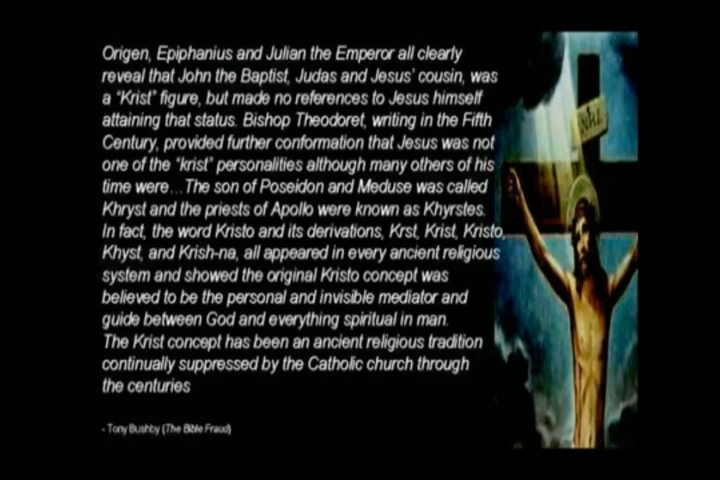 Origen, Epiphanius and Julian the Emperor all clearly
reveal that John the Baptist, Judas and Jesus' cousin, was
a "Krist" figure, but made no references to Jesus himself
attaining that status. Bishop Theodoret, writing in the Fifth
Century, provided further conformation that Jesus was not
one of the "krist" personalities although many others of his
time were...The son of Poseidon and Meduse was called
Khryst and the priests of Apollo were known as Khyrstes.
In fact, the word Kristo and its derivations, Krst, Krist, Kristo,
Khyst, and Krish-na, all appeared in every ancient religious
system and showed the original Kristo concept was
believed to be the personal and invisible mediator and
guide between God and everything spiritual in man.
The Krist concept has been an ancient religious tradition
continually suppressed by the Catholic church through
the centuries
- Tony Bushby (The Bible Fraud)